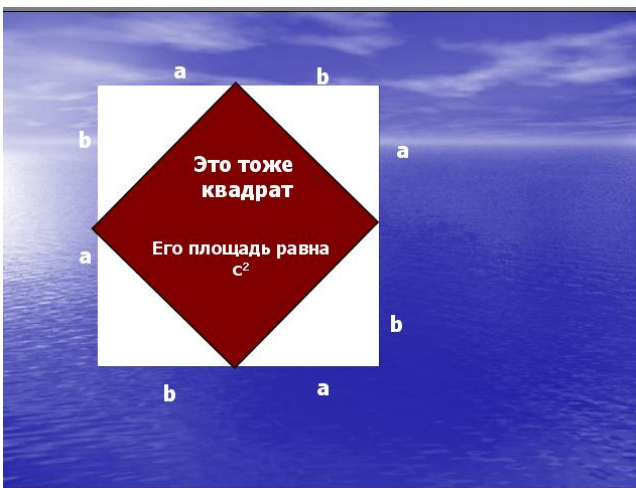 a b
b
a
Это тоже
квадрат
Его площадь равна
a
c²
b
b a